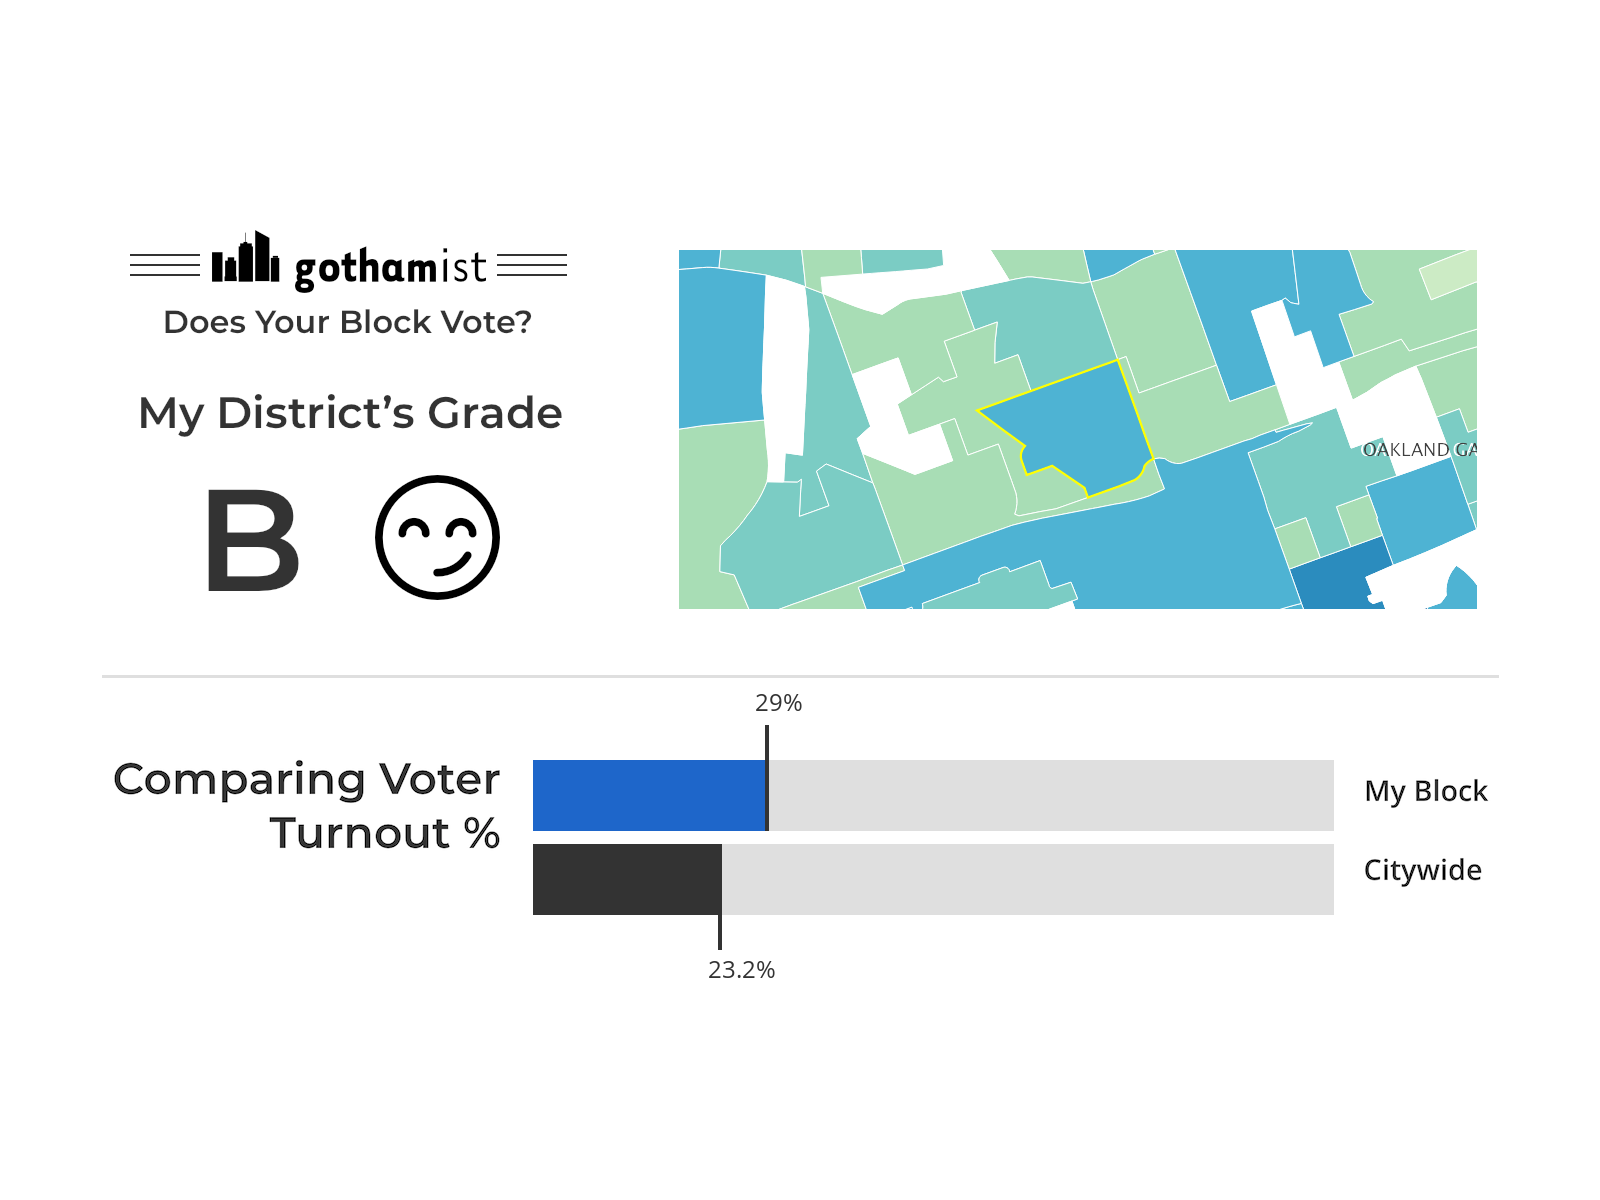 gothamist
Does Your Block Vote?
My District's Grade
B
OAKLAND GA
29%
Comparing Voter
Turnout %
My Block
Citywide
23.2%